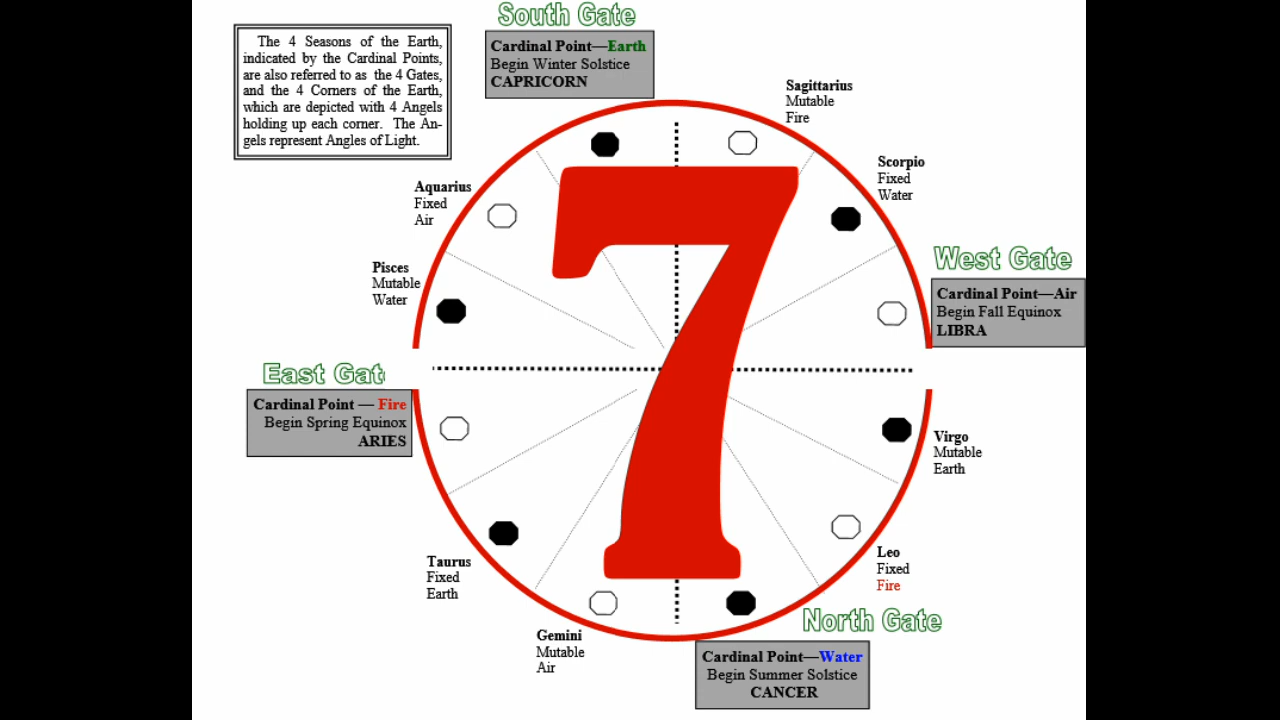 South Gate
Cardinal Point—Earth
Begin Winter Solstice
CAPRICORN
The 4 Seasons of the Earth,
indicated by the Cardinal Points,
are also referred to as the 4 Gates,
and the 4 Corners of the Earth,
which are depicted with 4 Angels
holding up each corner. The An-
gels represent Angles of Light.
Sagittarius
Mutable
Fire
Scorpio
Fixed
Water
Aquarius
Fixed
Air
West Gate
Cardinal Point—Air
Begin Fall Equinox
LIBRA
Pisces
Mutable
Water
7
East Gat
Cardinal Point — Fire
Begin Spring Equinox
ARIES
Virgo
Mutable
Earth
Taurus
Fixed
Earth
Leo
Fixed
Fire
North Gate
Gemini
Mutable
Air
Cardinal Point—Water
Begin Summer Solstice
CANCER